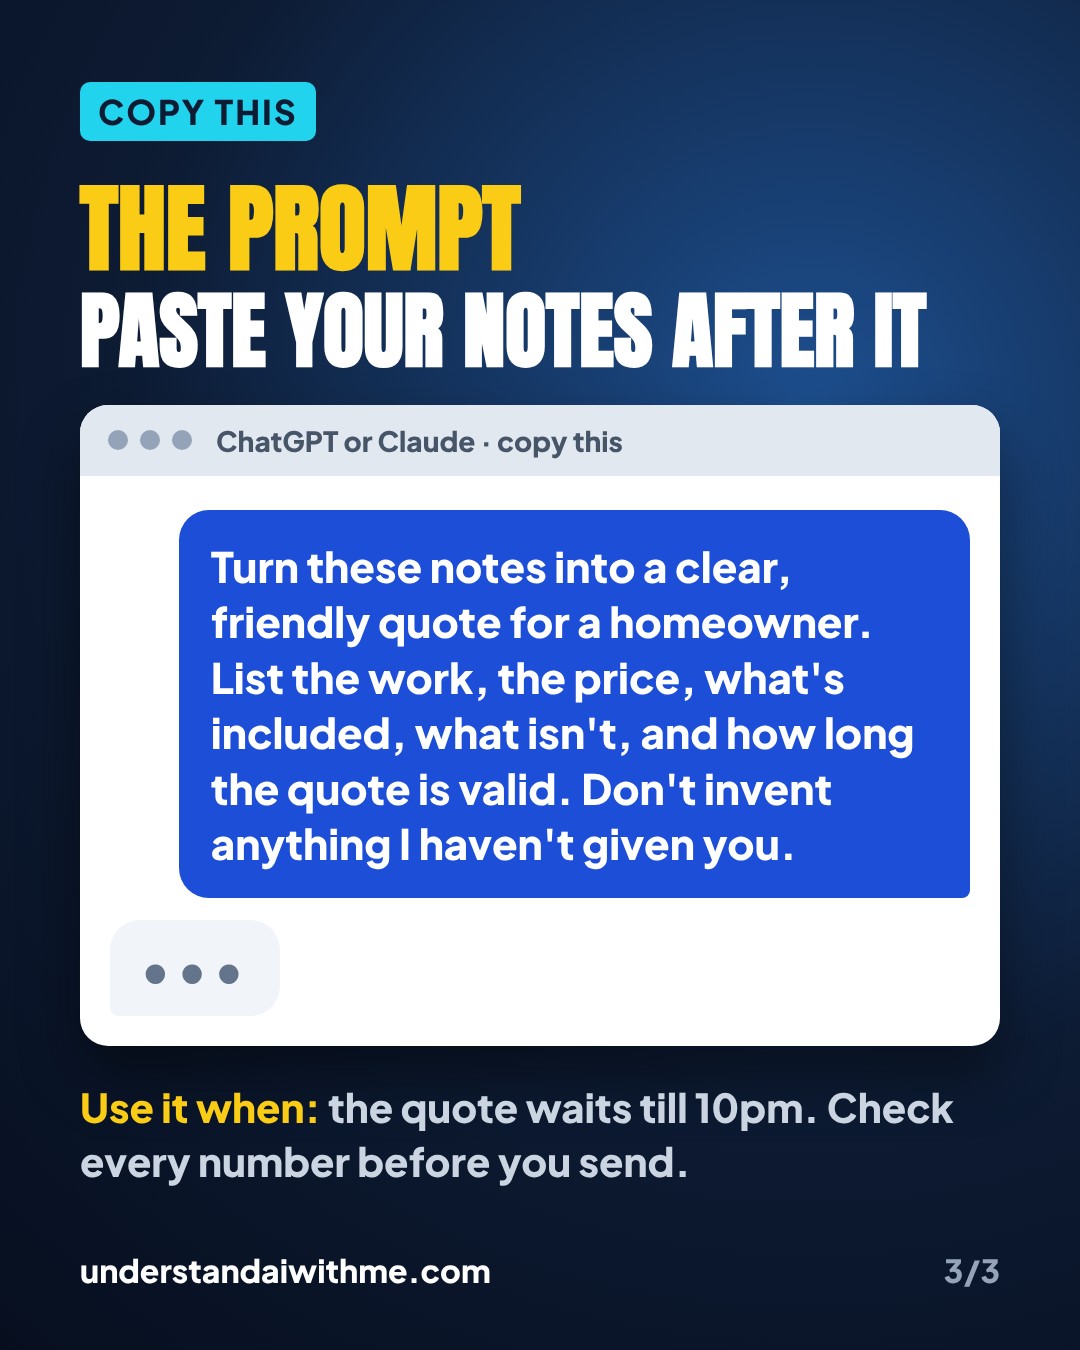 COPY THIS
THE PROMPT
PASTE YOUR NOTES AFTER IT
ChatGPT or Claude · copy this
Turn these notes into a clear,
friendly quote for a homeowner.
List the work, the price, what's
included, what isn't, and how long
the quote is valid. Don't invent
anything I haven't given you.
Use it when: the quote waits till 10pm. Check
every number before you send.
understandaiwithme.com
3/3